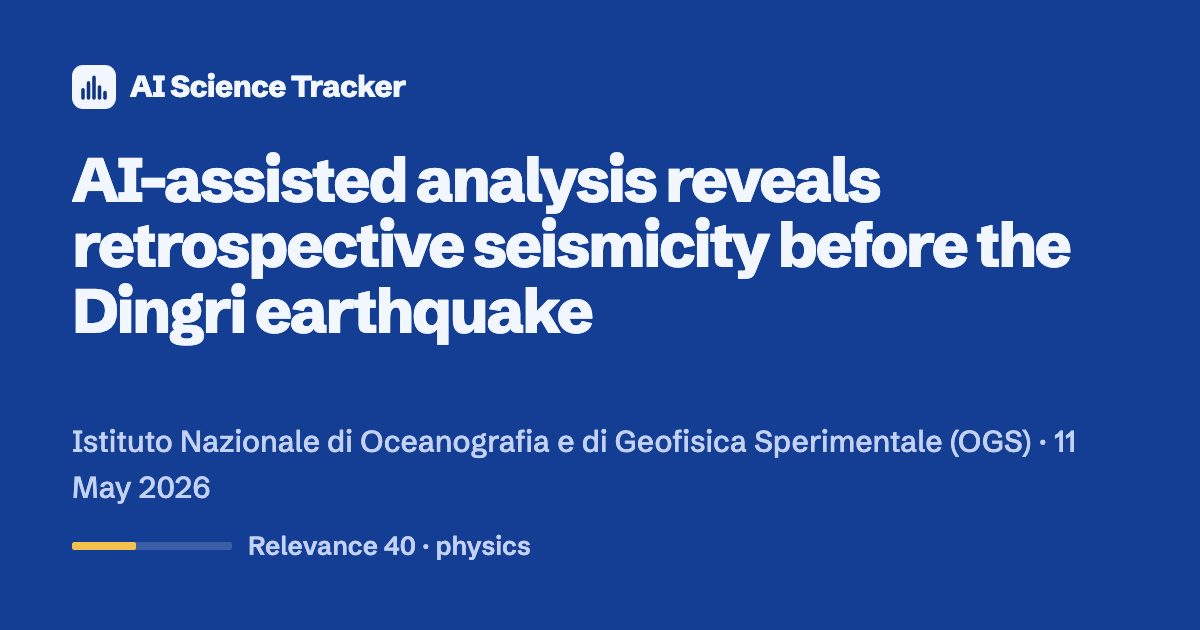 AI Science Tracker
AI-assisted analysis reveals
retrospective seismicity before the
Dingri earthquake
Istituto Nazionale di Oceanografia e di Geofisica Sperimentale (OGS) · 11
May 2026
Relevance 40 · physics